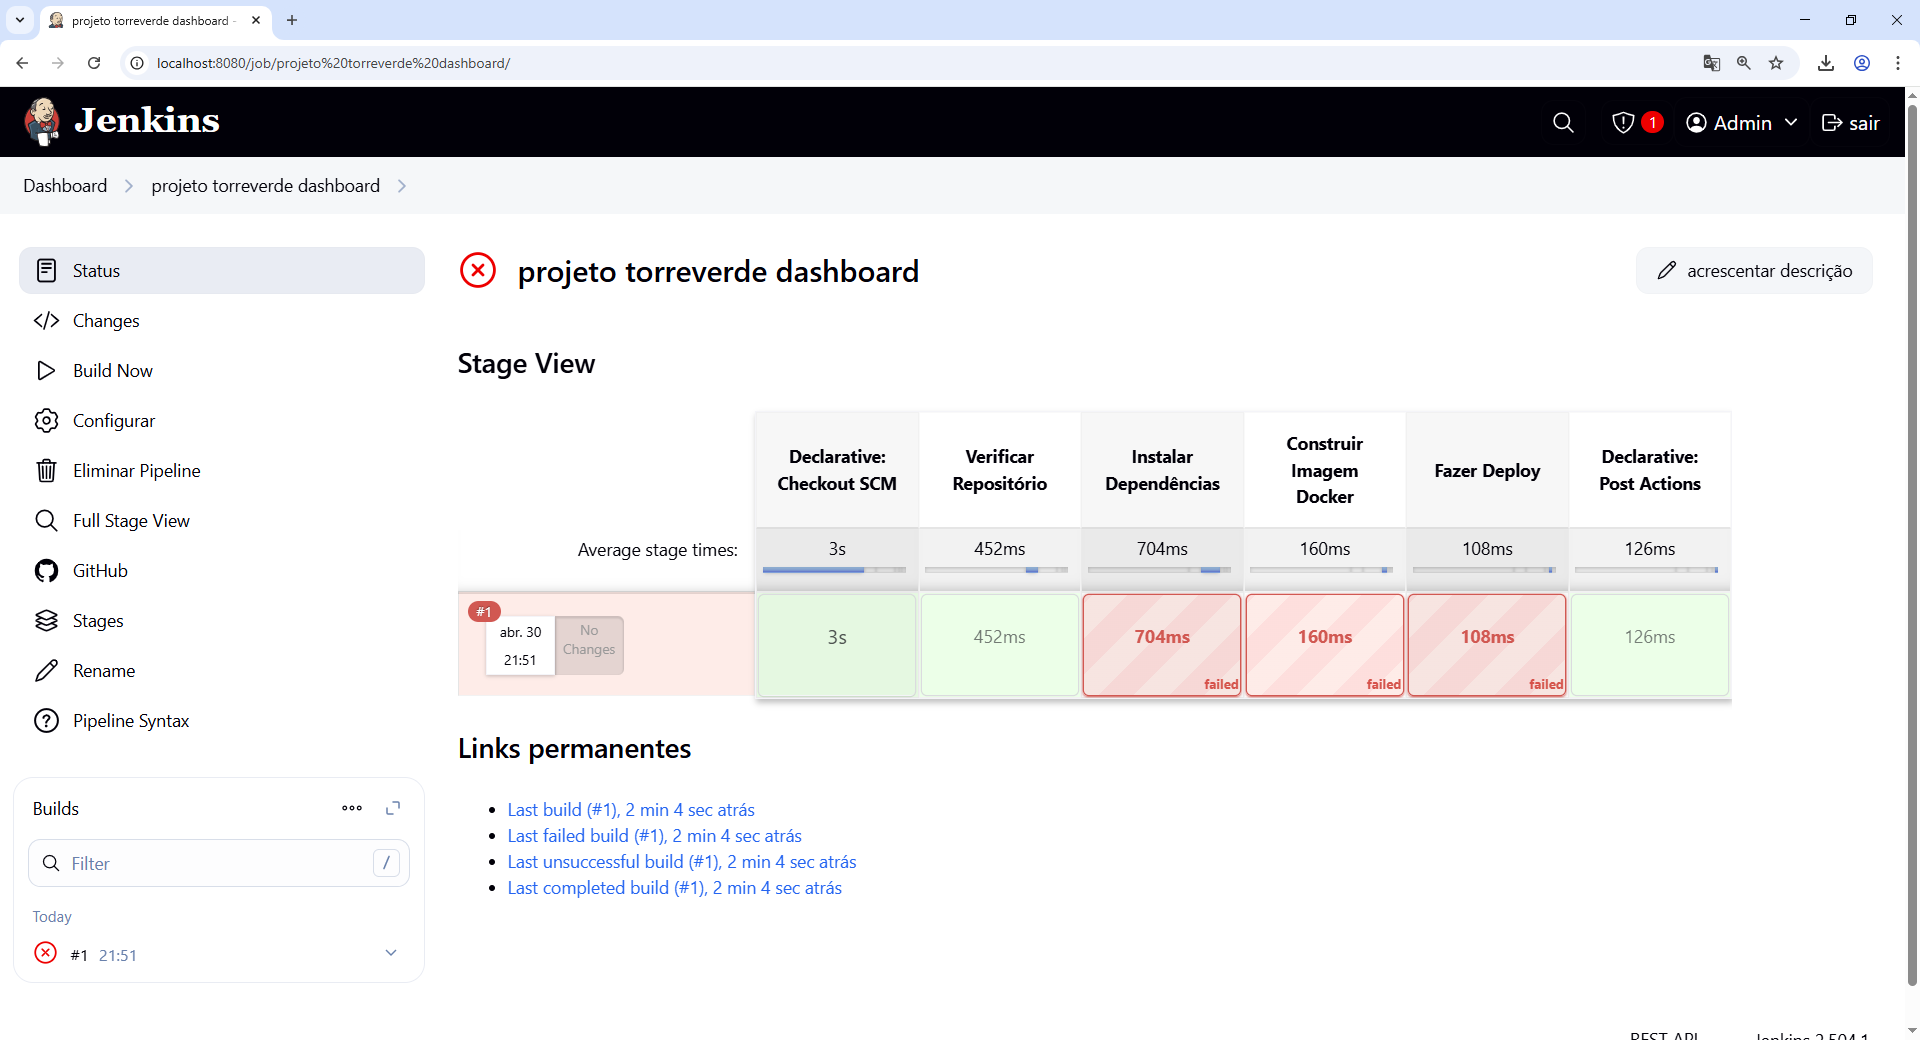 projeto torreverde dashboard -
localhost:8080/job/projeto%20torreverde%20dashboard/
Jenkins
1
Admin
sair
Dashboard
projeto torreverde dashboard
Status
Changes
Build Now
Configurar
Eliminar Pipeline
Full Stage View
GitHub
Stages
Rename
Pipeline Syntax
Builds
Filter
/
Today
#1 21:51
projeto torreverde dashboard
acrescentar descrição
Stage View
Declarative:
Checkout SCM
Verificar
Repositório
Instalar
Dependências
Construir
Imagem
Docker
Fazer Deploy
Declarative:
Post Actions
Average stage times:
3s
452ms
704ms
160ms
108ms
126ms
#1
abr. 30
21:51
No
Changes
3s
452ms
704ms
failed
160ms
failed
108ms
failed
126ms
Links permanentes
Last build (#1), 2 min 4 sec atrás
Last failed build (#1), 2 min 4 sec atrás
Last unsuccessful build (#1), 2 min 4 sec atrás
Last completed build (#1), 2 min 4 sec atrás
REST API
Jenkins 2.504.1